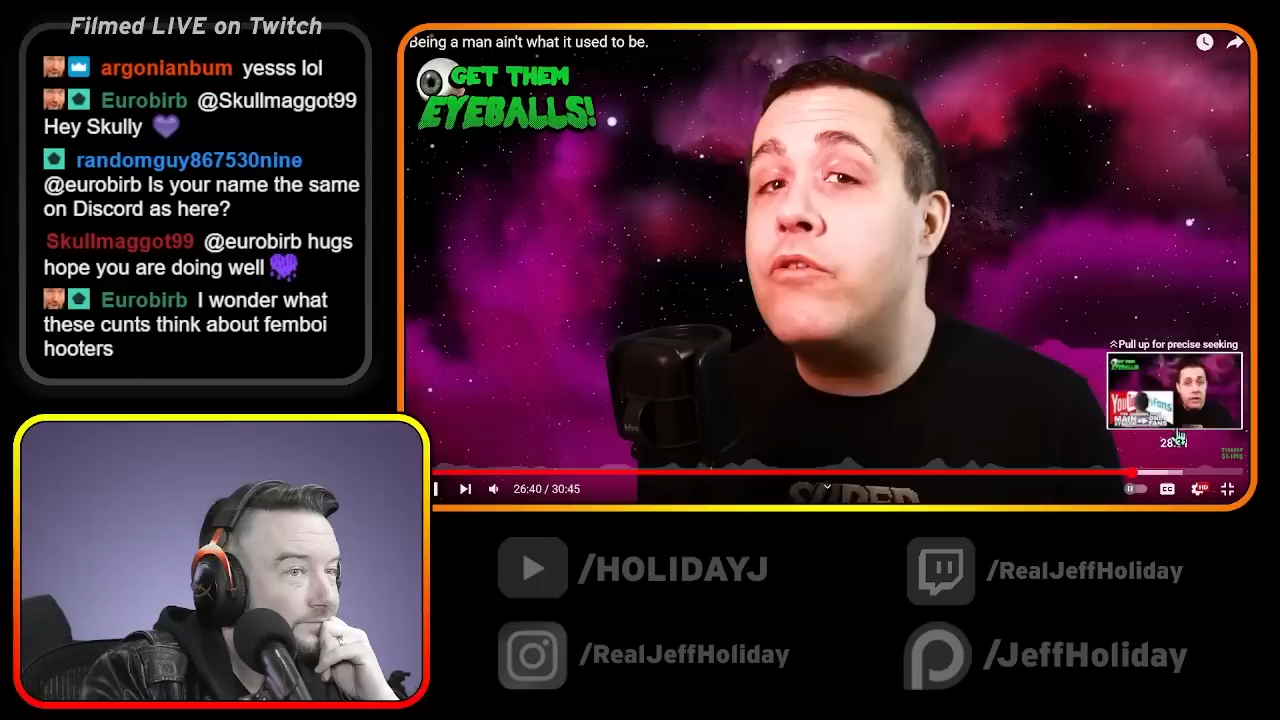 Filmed LIVE on Twitch
argonianbum yesss lol
Eurobirb @Skullmaggot99
Hey Skully
randomguy867530nine
@eurobirb Is your name the same
on Discord as here?
Skullmaggot99 @eurobirb hugs
hope you are doing well
Eurobirb I wonder what
these cunts think about femboi
hooters
Being a man ain't what it used to be.
GET THEM
EYEBALLS!
Pull up for precise seeking
26:40 / 30:45
SUPER
CC
HD
/HOLIDAYJ
/RealJeffHoliday
/RealJeffHoliday
/JeffHoliday